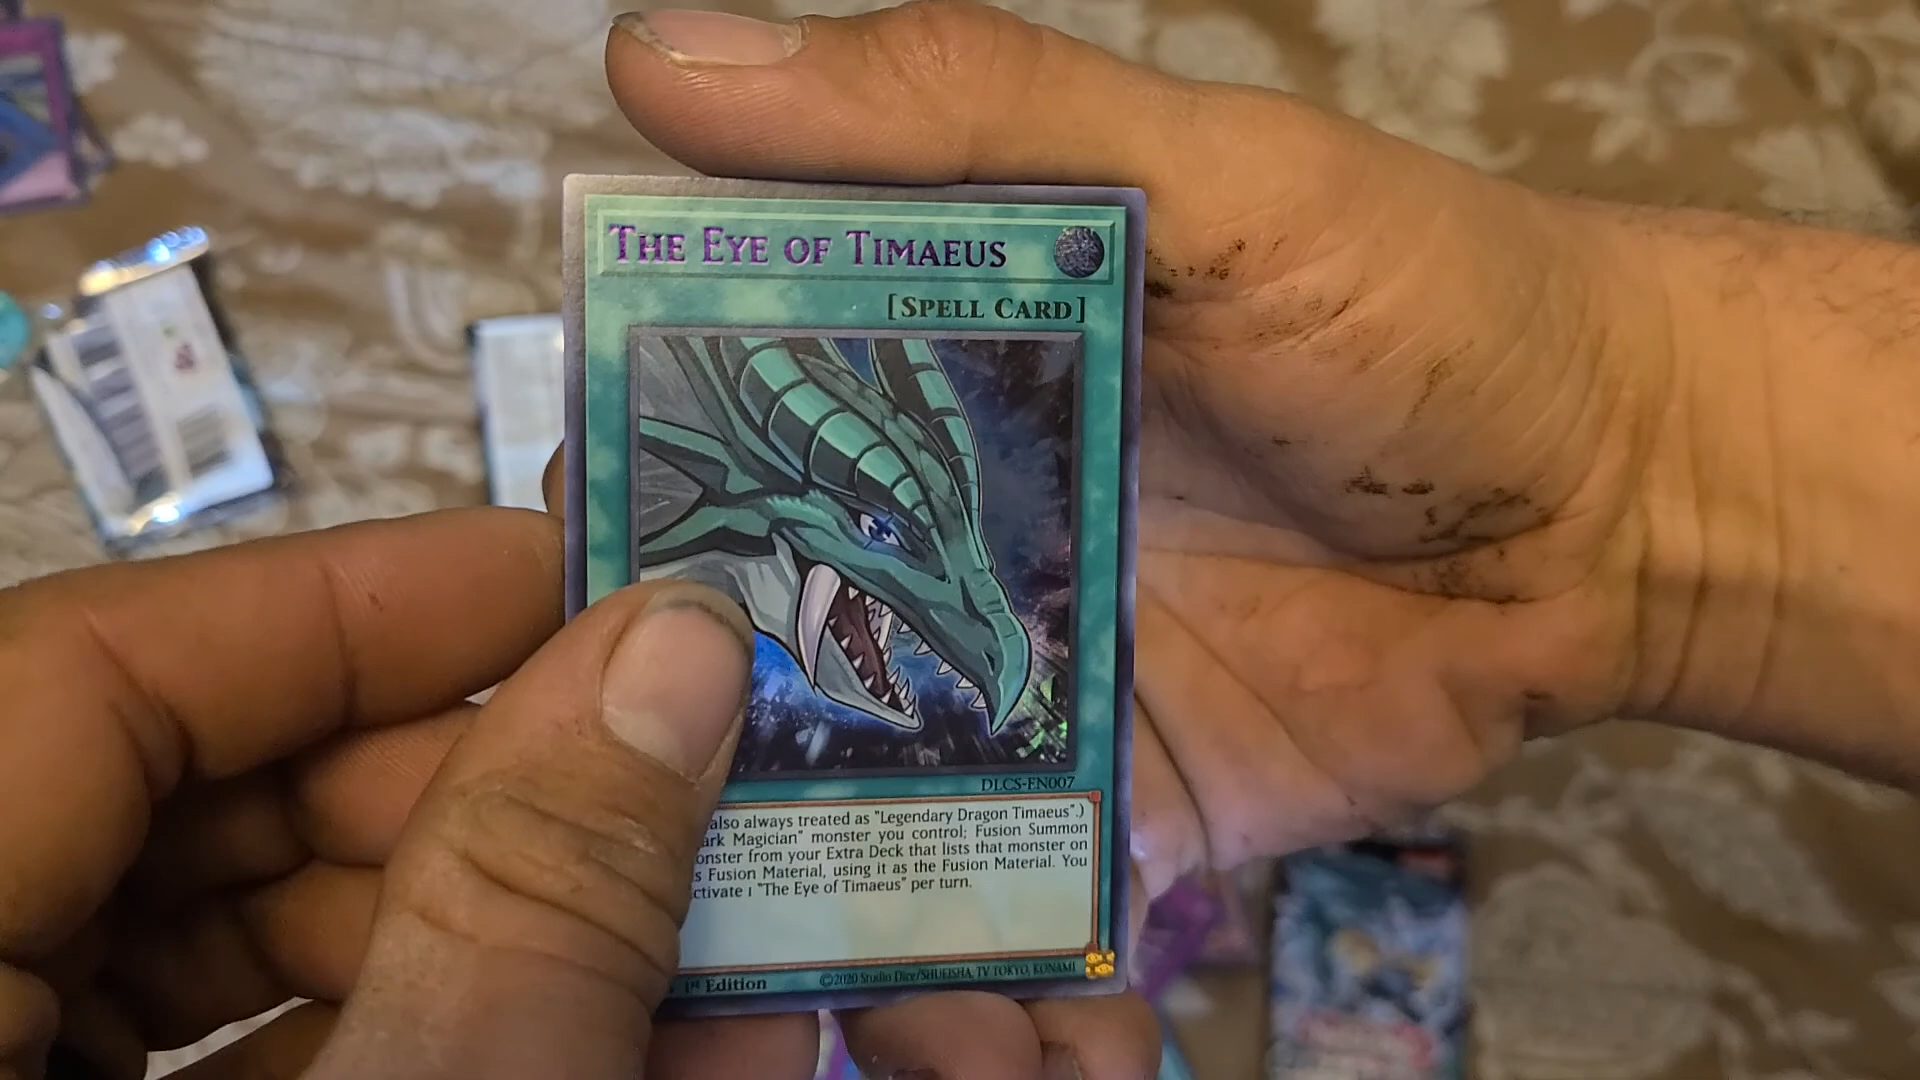 THE EYE OF TIMAEUS
[SPELL CARD]
DLCS-EN007
also always treated as "Legendary Dragon Timaeus".)
ark Magician" monster you control; Fusion Summon
onster from your Extra Deck that lists that monster on
s Fusion Material, using it as the Fusion Material. You
ctivate 1 "The Eye of Timaeus" per turn.
1st Edition
©2020 Studio Dice/SHUEISHA, TV TOKYO, KONAMI